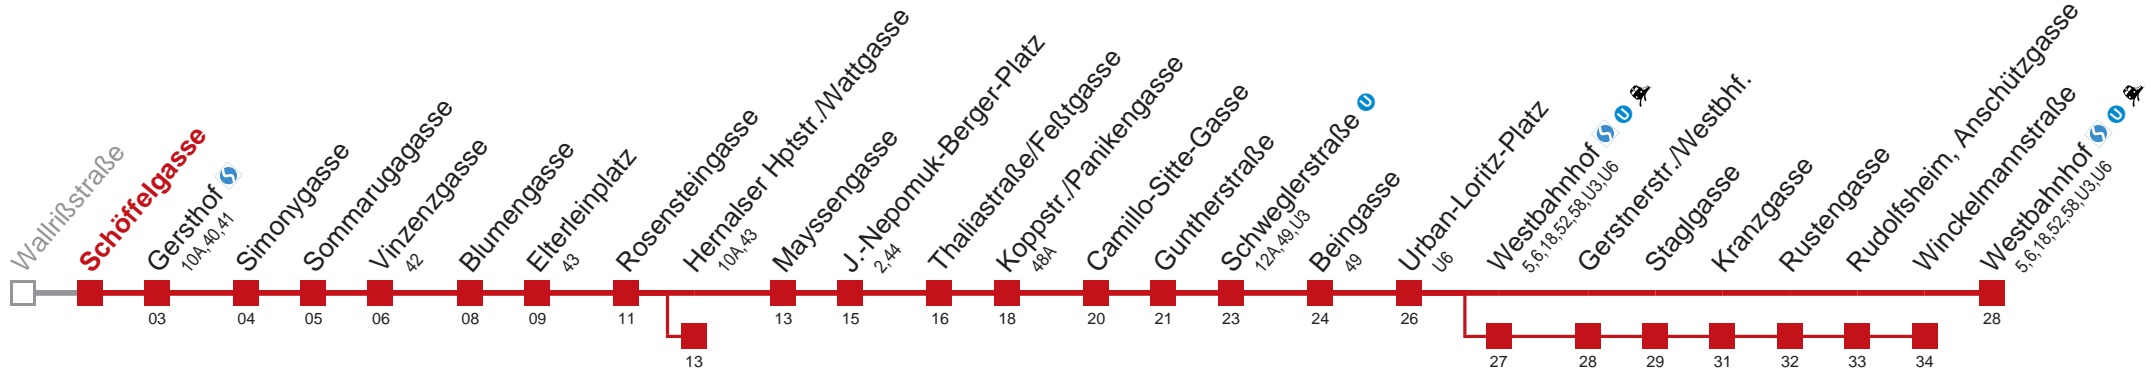 Wallrißstraße
Schöffelgasse
Gersthof S
10A,40,41
Simonygasse
Sommarugagasse
Vinzenzgasse
42
Blumengasse
Elterleinplatz
43
Rosensteingasse
Hernalser Hptstr./Wattgasse
10A,43
Mayssengasse
J.-Nepomuk-Berger-Platz
2,44
Thaliastraße/Feßtgasse
Koppstr./Panikengasse
48A
Camillo-Sitte-Gasse
Guntherstraße
Schweglerstraße U
12A,49,U3
Beingasse
49
Urban-Loritz-Platz
U6
Westbahnhof S U
5,6,18,52,58,U3,U6
Gerstnerstr./Westbhf.
Staglgasse
Kranzgasse
Rustengasse
Rudolfsheim, Anschützgasse
Winckelmannstraße
Westbahnhof S U
5,6,18,52,58,U3,U6
03 04 05 06 08 09 11 13 15 16 18 20 21 23 24 26 28
13 27 28 29 31 32 33 34